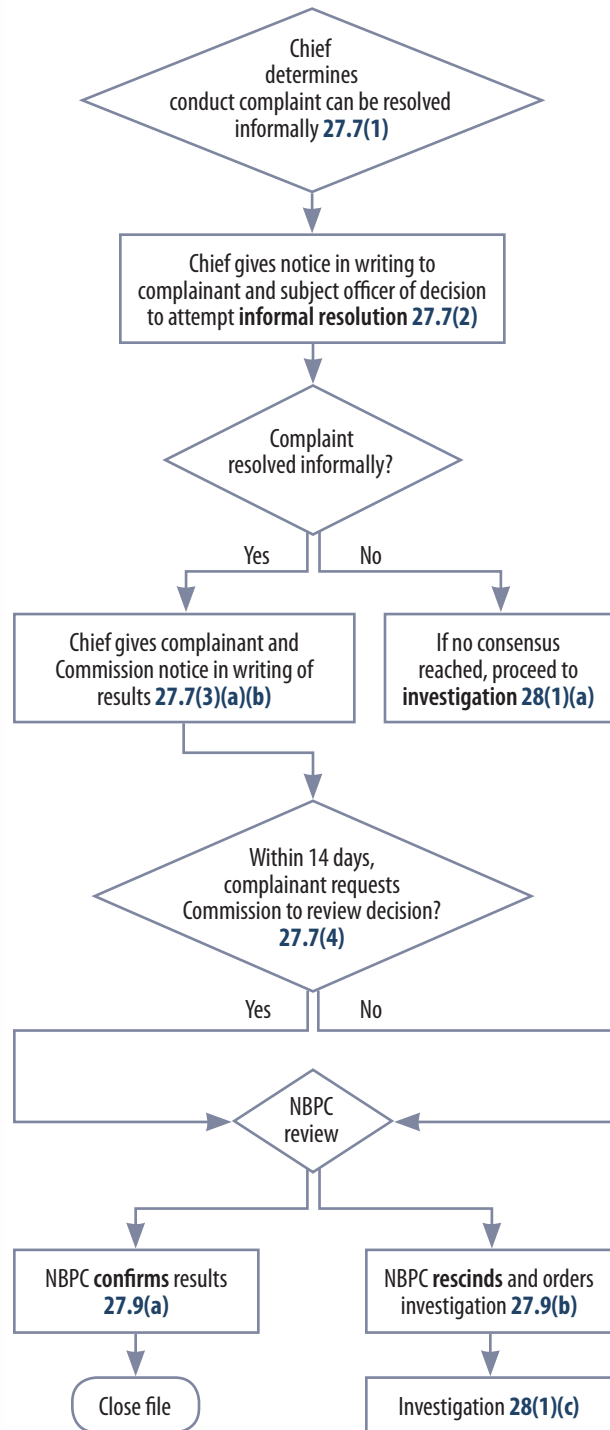 Chief
determines
conduct complaint can be resolved
informally 27.7(1)
Chief gives notice in writing to
complainant and subject officer of decision
to attempt informal resolution 27.7(2)
Complaint
resolved informally?
Yes
No
Chief gives complainant and
Commission notice in writing of
results 27.7(3)(a)(b)
If no consensus
reached, proceed to
investigation 28(1)(a)
Within 14 days,
complainant requests
Commission to review decision?
27.7(4)
Yes
No
NBPC
review
NBPC confirms results
27.9(a)
NBPC rescinds and orders
investigation 27.9(b)
Close file
Investigation 28(1)(c)